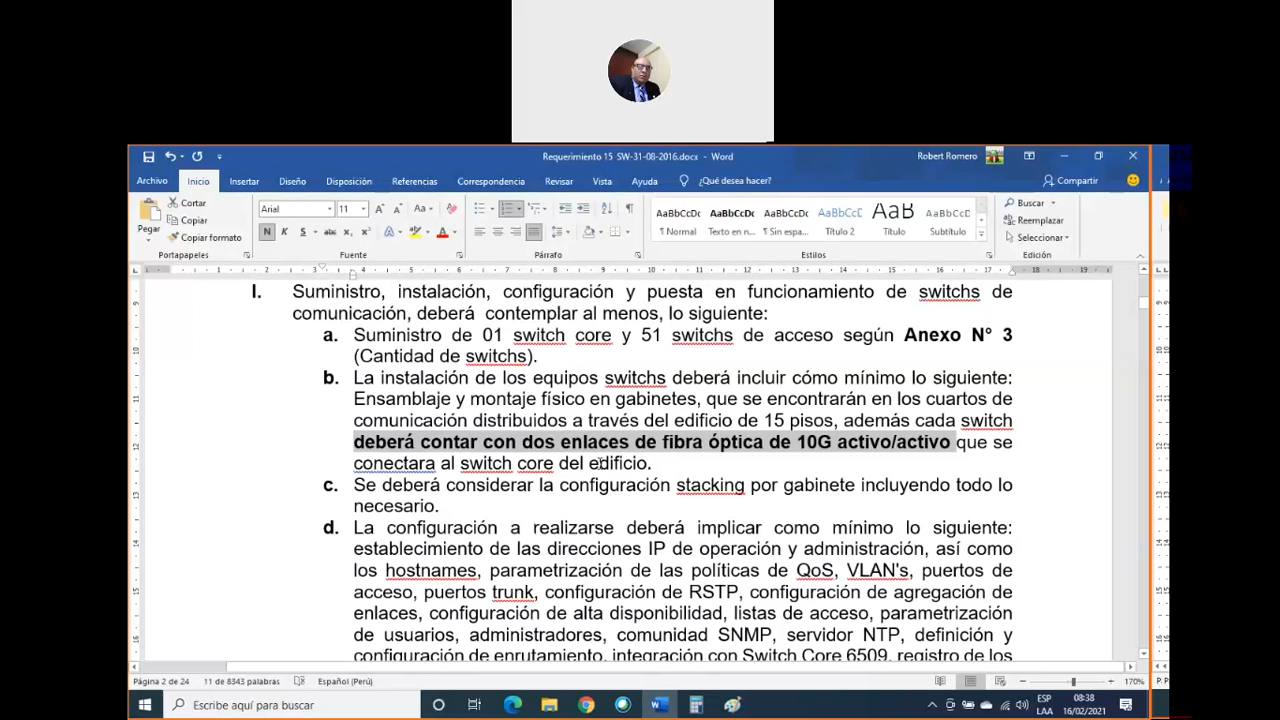 Requerimiento 15 SW-31-08-2016.docx - Word
Robert Romero
Archivo Inicio Insertar Diseño Disposición Referencias Correspondencia Revisar Vista Ayuda ¿Qué desea hacer? Compartir
Pegar
Cortar
Copiar
Copiar formato
Portapapeles
Arial 11
Fuente
Párrafo
AaBbCcDc AaBbCcDc AaBbCcDc AaBbCcD AaB AaBbCcD
¶ Normal Texto en n... ¶ Sin espa... Título 2 Título Subtítulo
Estilos
Buscar
Reemplazar
Seleccionar
Edición
I. Suministro, instalación, configuración y puesta en funcionamiento de switchs de
comunicación, deberá contemplar al menos, lo siguiente:
a. Suministro de 01 switch core y 51 switchs de acceso según Anexo N° 3
(Cantidad de switchs).
b. La instalación de los equipos switchs deberá incluir cómo mínimo lo siguiente:
Ensamblaje y montaje físico en gabinetes, que se encontrarán en los cuartos de
comunicación distribuidos a través del edificio de 15 pisos, además cada switch
deberá contar con dos enlaces de fibra óptica de 10G activo/activo que se
conectara al switch core del edificio.
c. Se deberá considerar la configuración stacking por gabinete incluyendo todo lo
necesario.
d. La configuración a realizarse deberá implicar como mínimo lo siguiente:
establecimiento de las direcciones IP de operación y administración, así como
los hostnames, parametrización de las políticas de QoS, VLAN's, puertos de
acceso, puertos trunk, configuración de RSTP, configuración de agregación de
enlaces, configuración de alta disponibilidad, listas de acceso, parametrización
de usuarios, administradores, comunidad SNMP, servidor NTP, definición y
configuración de enrutamiento, integración con Switch Core 6509, registro de los
Página 2 de 24 11 de 8343 palabras Español (Perú) 170%
Escribe aquí para buscar
ESP
LAA
08:38
16/02/2021